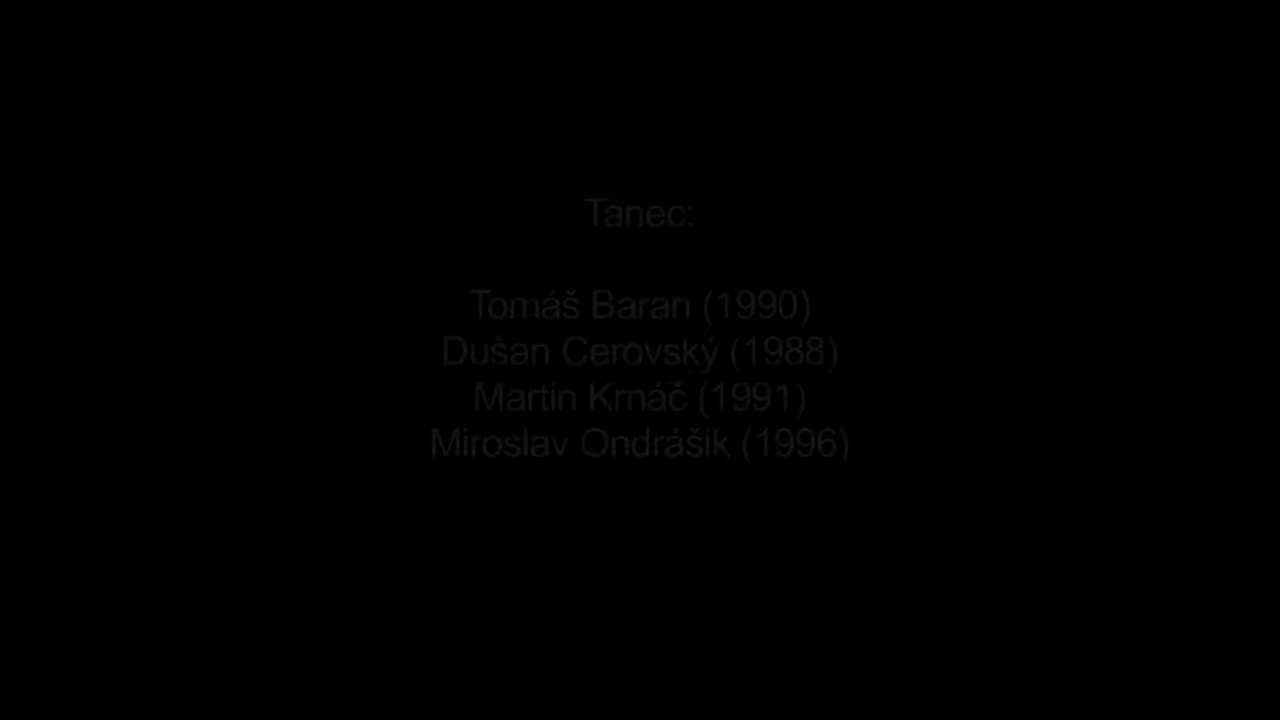 Tanec:
Tomáš Baran (1990)
Dušan Cerovský (1988)
Martin Krnáč (1991)
Miroslav Ondrášik (1996)